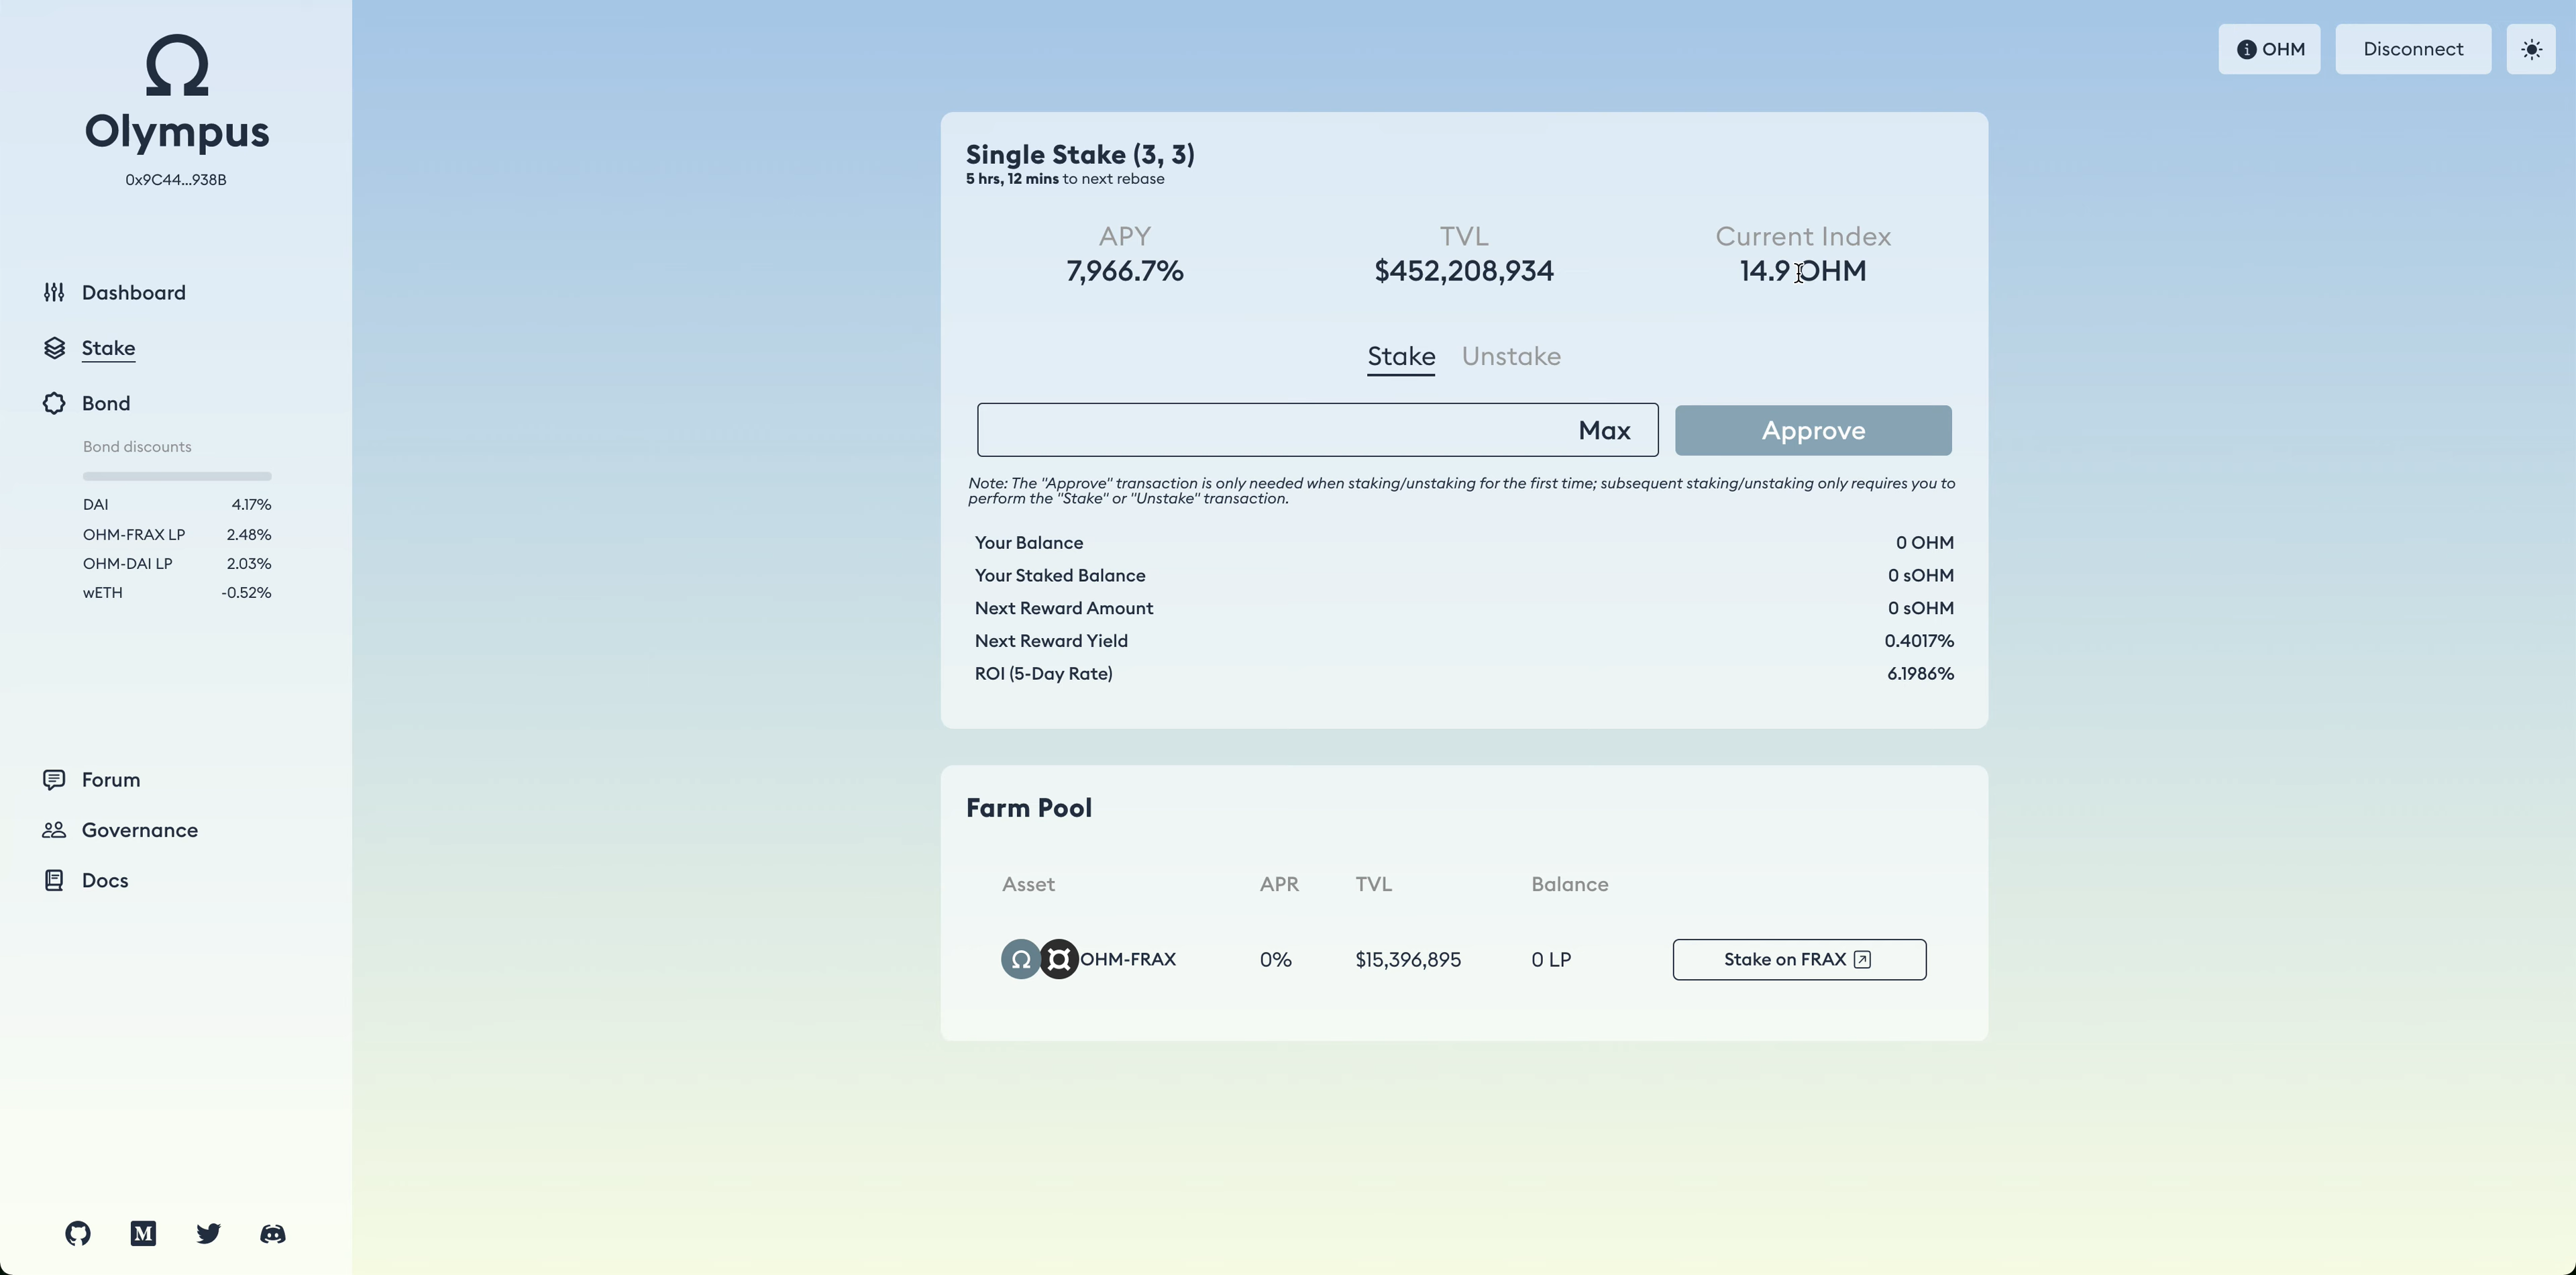 Olympus
0x9C44...938B
Dashboard
Stake
Bond
Bond discounts
DAI 4.17%
OHM-FRAX LP 2.48%
OHM-DAI LP 2.03%
wETH -0.52%
Forum
Governance
Docs
OHM
Disconnect
Single Stake (3, 3)
5 hrs, 12 mins to next rebase
APY TVL Current Index
7,966.7% $452,208,934 14.9 OHM
Stake Unstake
Max Approve
Note: The "Approve" transaction is only needed when staking/unstaking for the first time; subsequent staking/unstaking only requires you to
perform the "Stake" or "Unstake" transaction.
Your Balance 0 OHM
Your Staked Balance 0 sOHM
Next Reward Amount 0 sOHM
Next Reward Yield 0.4017%
ROI (5-Day Rate) 6.1986%
Farm Pool
Asset APR TVL Balance
OHM-FRAX 0% $15,396,895 0 LP Stake on FRAX